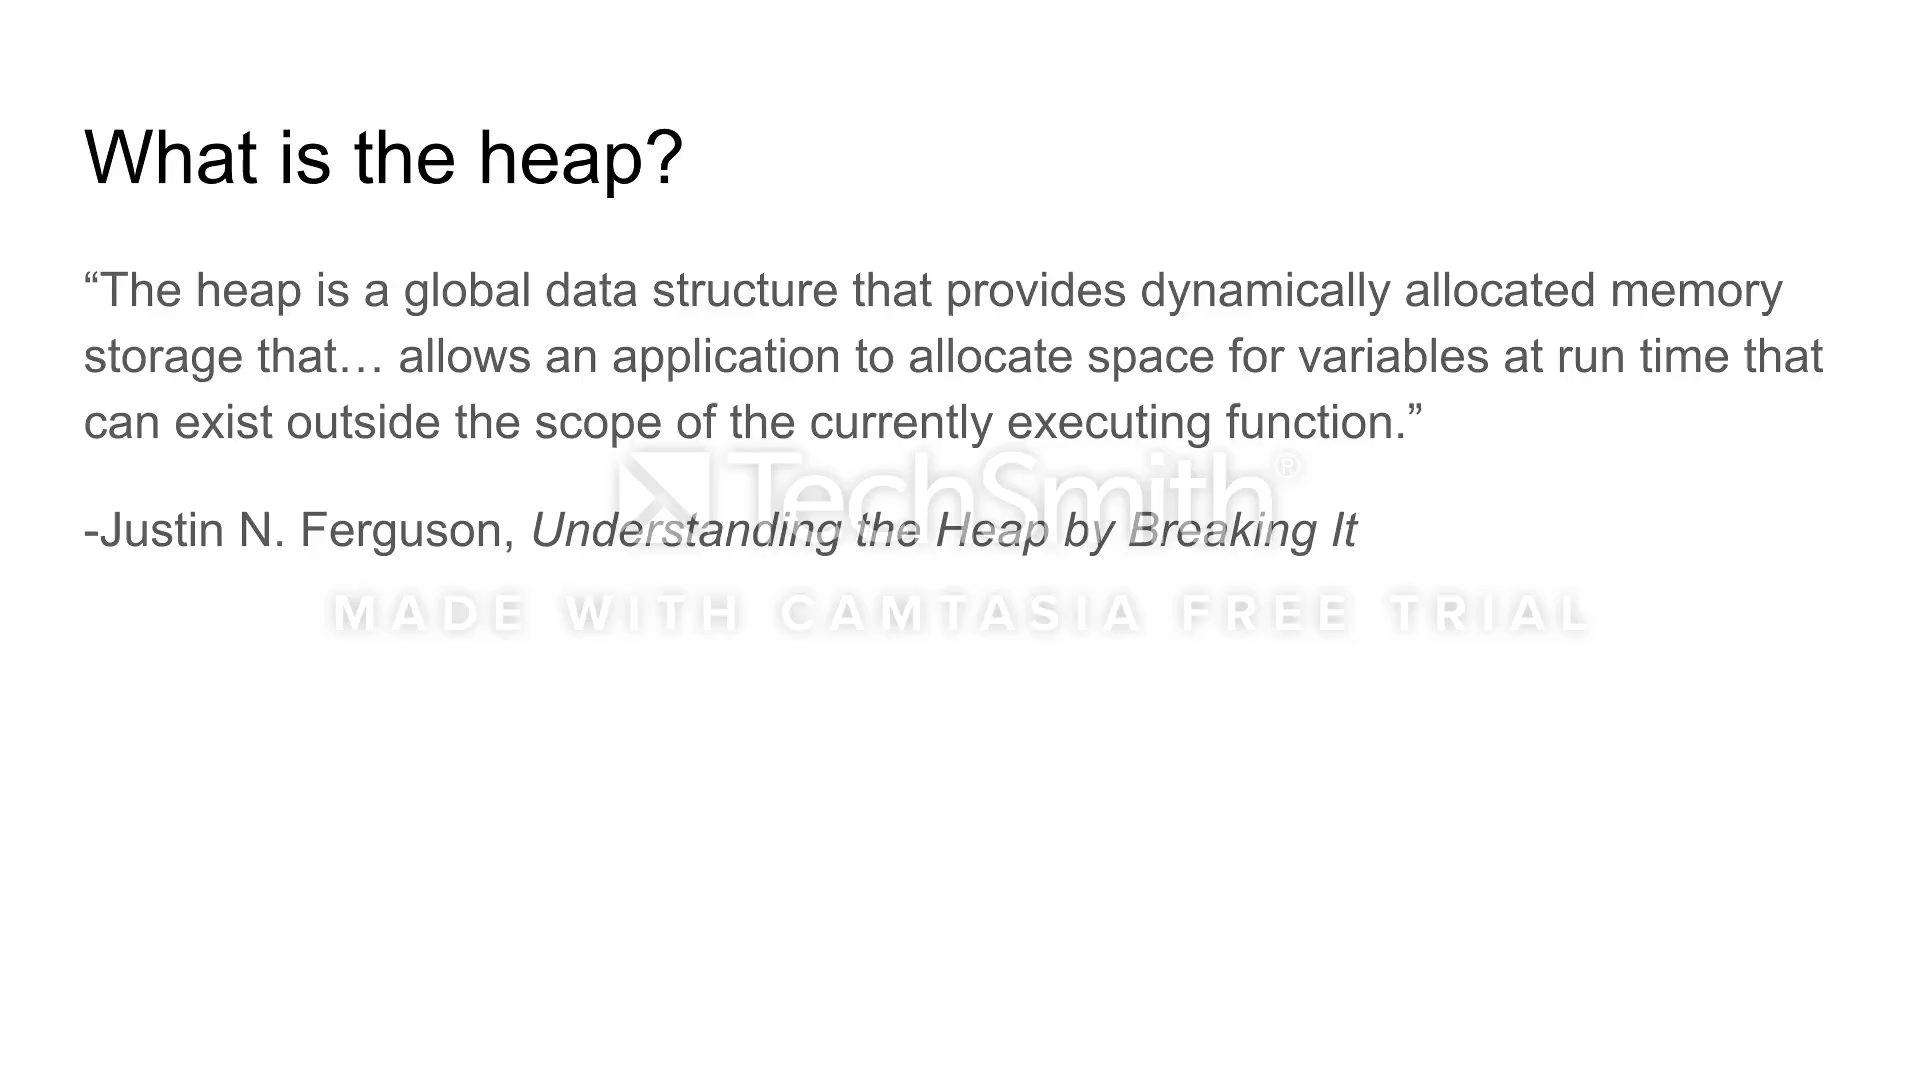 What is the heap?
“The heap is a global data structure that provides dynamically allocated memory
storage that… allows an application to allocate space for variables at run time that
can exist outside the scope of the currently executing function.”
TechSmith®
-Justin N. Ferguson, Understanding the Heap by Breaking It
MADE WITH CAMTASIA FREE TRIAL